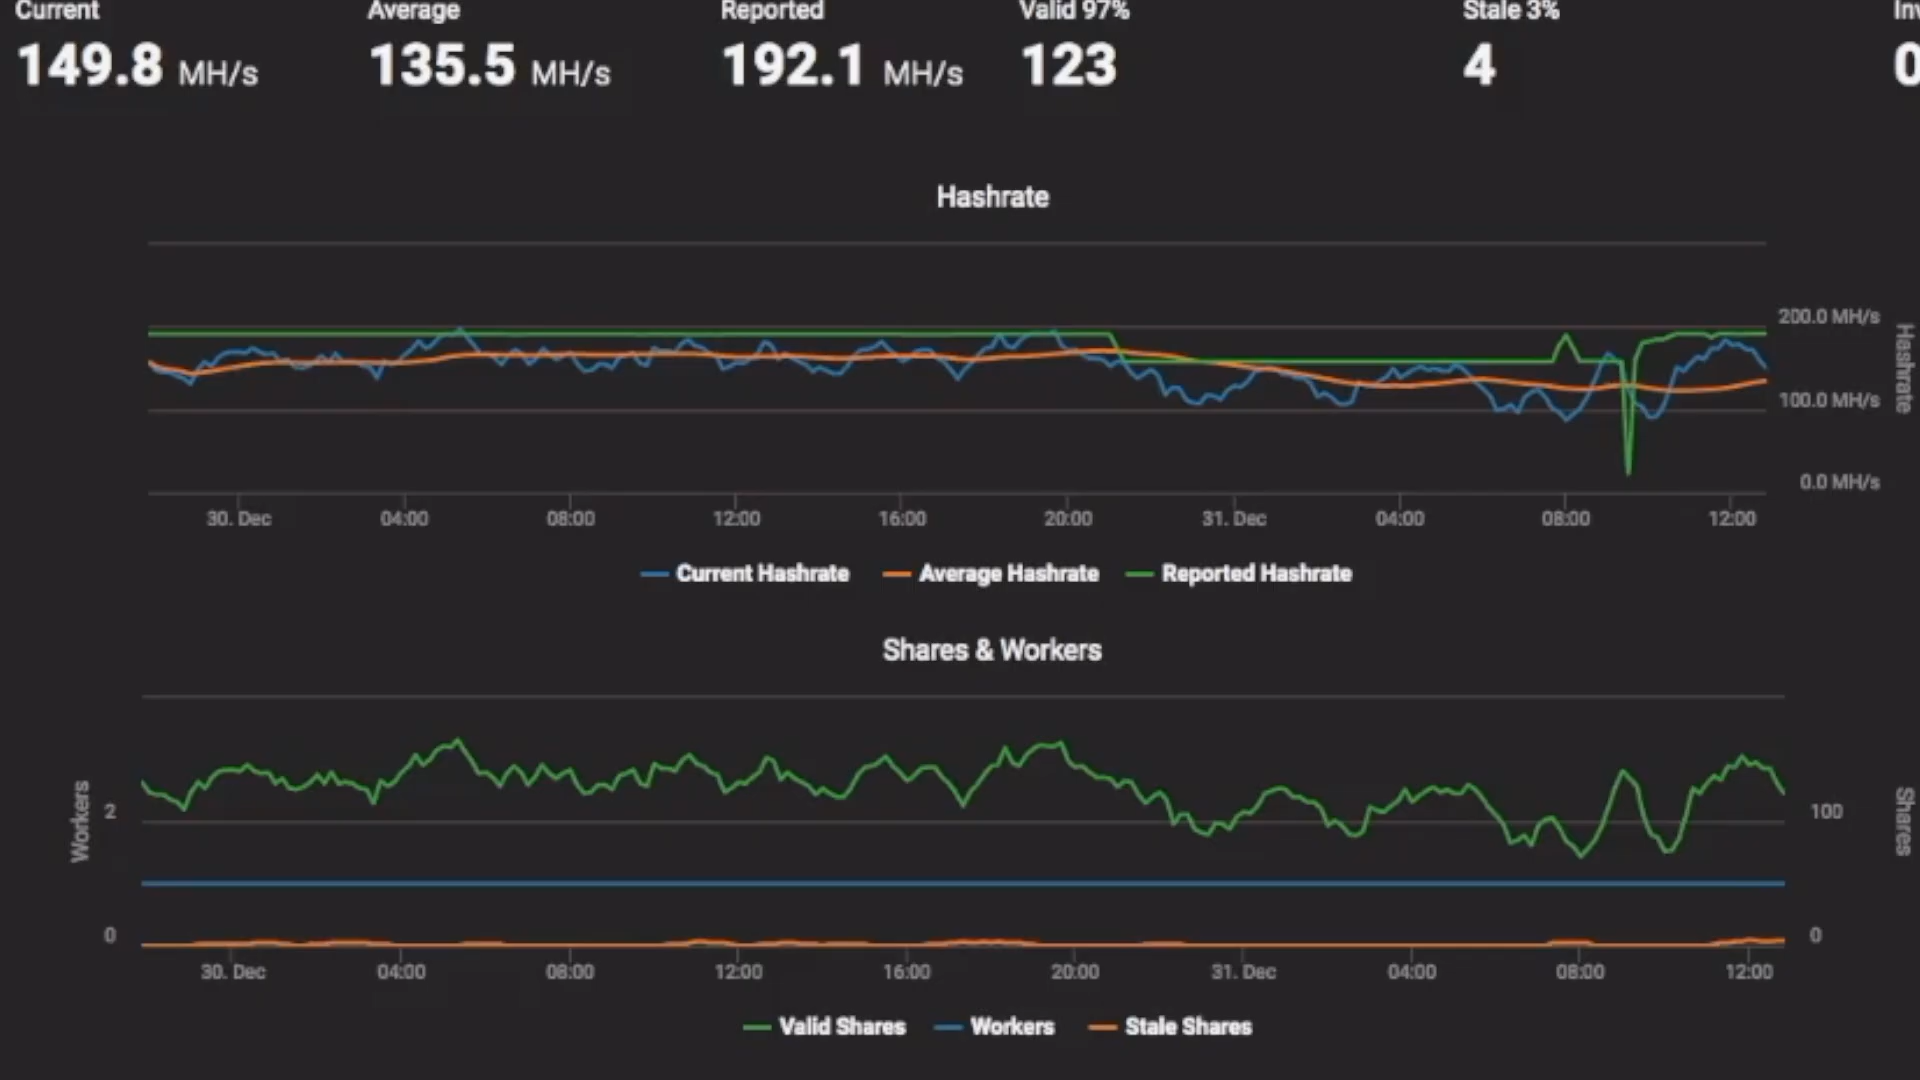 Current Average Reported Valid 97% Stale 3%
149.8 MH/s 135.5 MH/s 192.1 MH/s 123 4 0
Hashrate
200.0 MH/s
100.0 MH/s
0.0 MH/s
Hashrate
30. Dec 04:00 08:00 12:00 16:00 20:00 31. Dec 04:00 08:00 12:00
Current Hashrate Average Hashrate Reported Hashrate
Shares & Workers
Workers
2
0
100
0
Shares
30. Dec 04:00 08:00 12:00 16:00 20:00 31. Dec 04:00 08:00 12:00
Valid Shares Workers Stale Shares